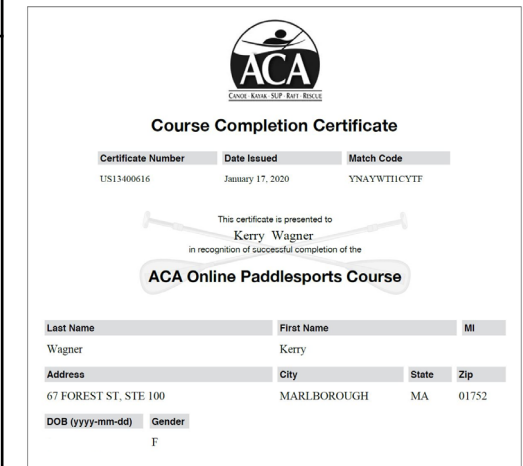 ACA
CANOE - KAYAK - SUP - RAFT - RESCUE
Course Completion Certificate
Certificate Number Date Issued Match Code
US13400616 January 17, 2020 YNAYWTI1CYTF
This certificate is presented to
Kerry Wagner
in recognition of successful completion of the
ACA Online Paddlesports Course
Last Name First Name MI
Wagner Kerry
Address City State Zip
67 FOREST ST, STE 100 MARLBOROUGH MA 01752
DOB (yyyy-mm-dd) Gender
F